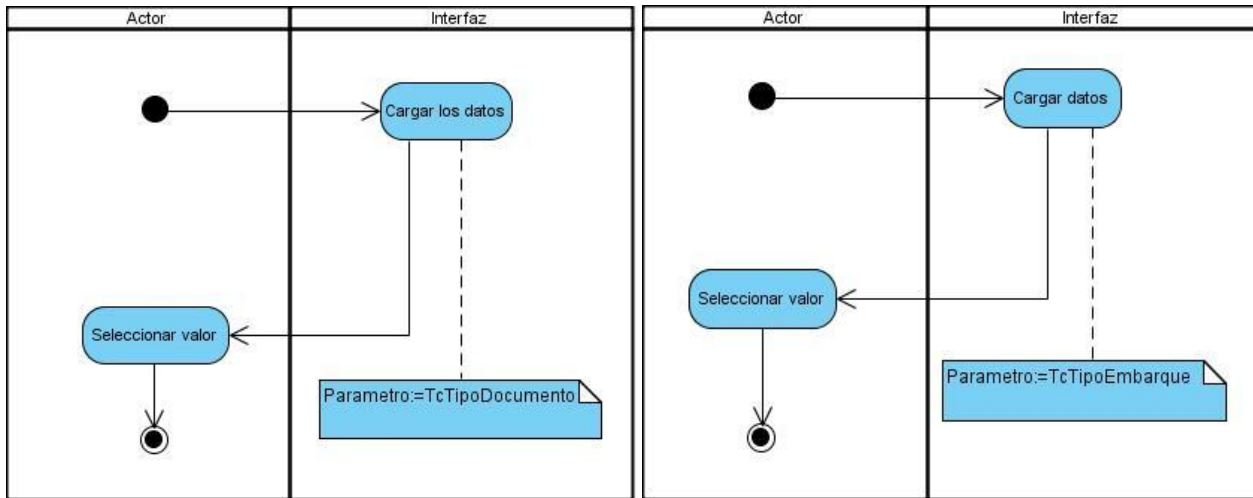 Actor
Interfaz
Cargar los datos
Seleccionar valor
Parametro:=TcTipoDocumento
Actor
Interfaz
Cargar datos
Seleccionar valor
Parametro:=TcTipoEmbarque